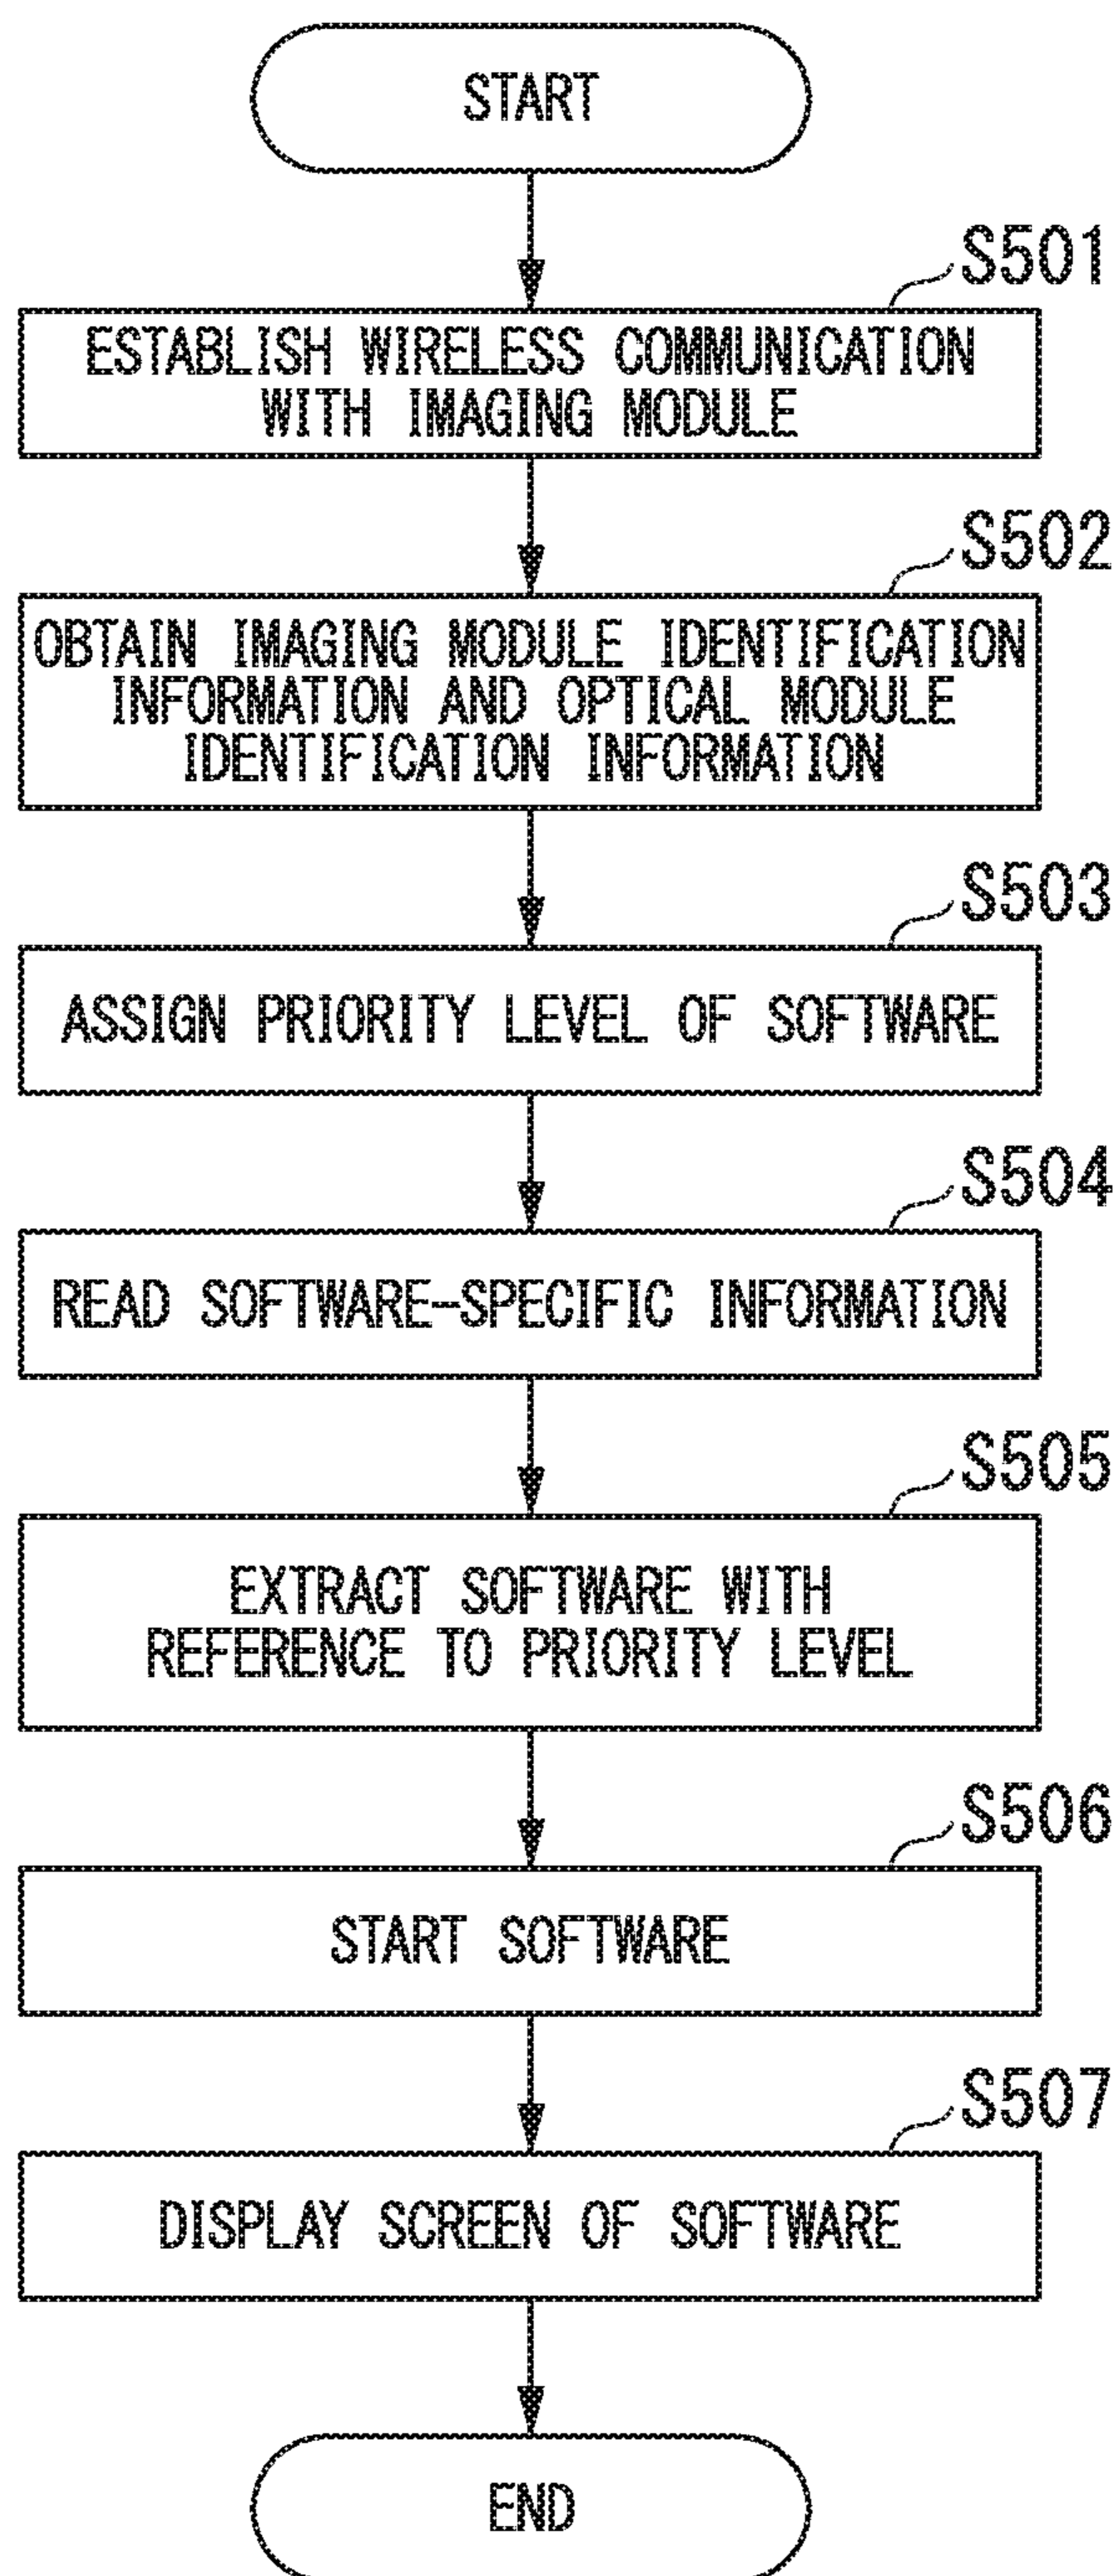 START
S501
ESTABLISH WIRELESS COMMUNICATION
WITH IMAGING MODULE
S502
OBTAIN IMAGING MODULE IDENTIFICATION
INFORMATION AND OPTICAL MODULE
IDENTIFICATION INFORMATION
S503
ASSIGN PRIORITY LEVEL OF SOFTWARE
S504
READ SOFTWARE-SPECIFIC INFORMATION
S505
EXTRACT SOFTWARE WITH
REFERENCE TO PRIORITY LEVEL
S506
START SOFTWARE
S507
DISPLAY SCREEN OF SOFTWARE
END